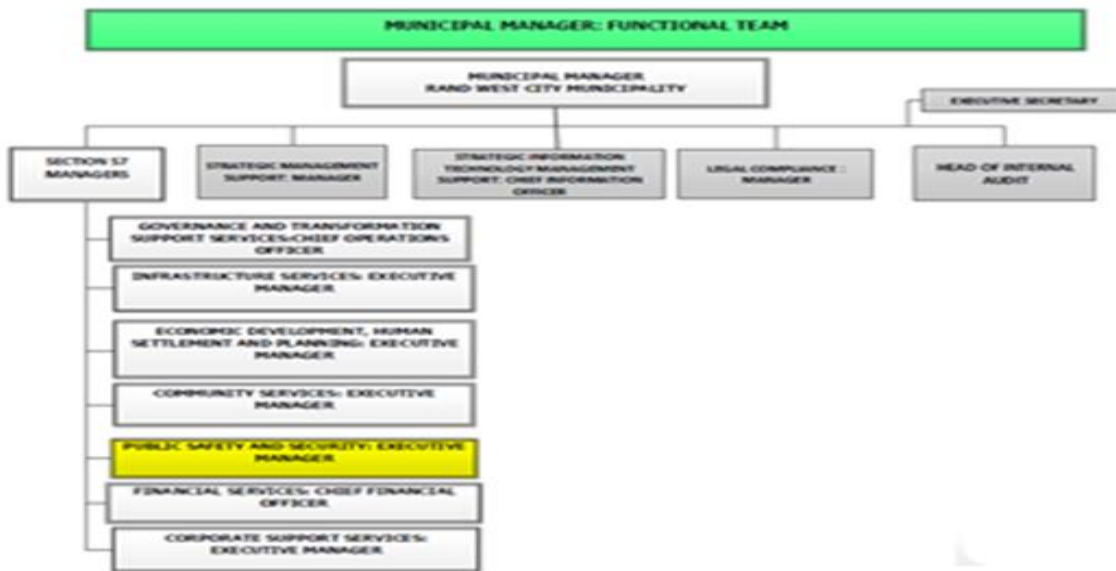 MUNICIPAL MANAGER: FUNCTIONAL TEAM
MUNICIPAL MANAGER
RAND WEST CITY MUNICIPALITY
EXECUTIVE SECRETARY
SECTION 57
MANAGERS
STRATEGIC MANAGEMENT
SUPPORT: MANAGER
STRATEGIC INFORMATION
TECHNOLOGY MANAGEMENT
SUPPORT: CHIEF INFORMATION
OFFICER
LEGAL COMPLIANCE :
MANAGER
HEAD OF INTERNAL
AUDIT
GOVERNANCE AND TRANSFORMATION
SUPPORT SERVICES:CHIEF OPERATIONS
OFFICER
INFRASTRUCTURE SERVICES: EXECUTIVE
MANAGER
ECONOMIC DEVELOPMENT, HUMAN
SETTLEMENT AND PLANNING: EXECUTIVE
MANAGER
COMMUNITY SERVICES: EXECUTIVE
MANAGER
PUBLIC SAFETY AND SECURITY: EXECUTIVE
MANAGER
FINANCIAL SERVICES: CHIEF FINANCIAL
OFFICER
CORPORATE SUPPORT SERVICES:
EXECUTIVE MANAGER